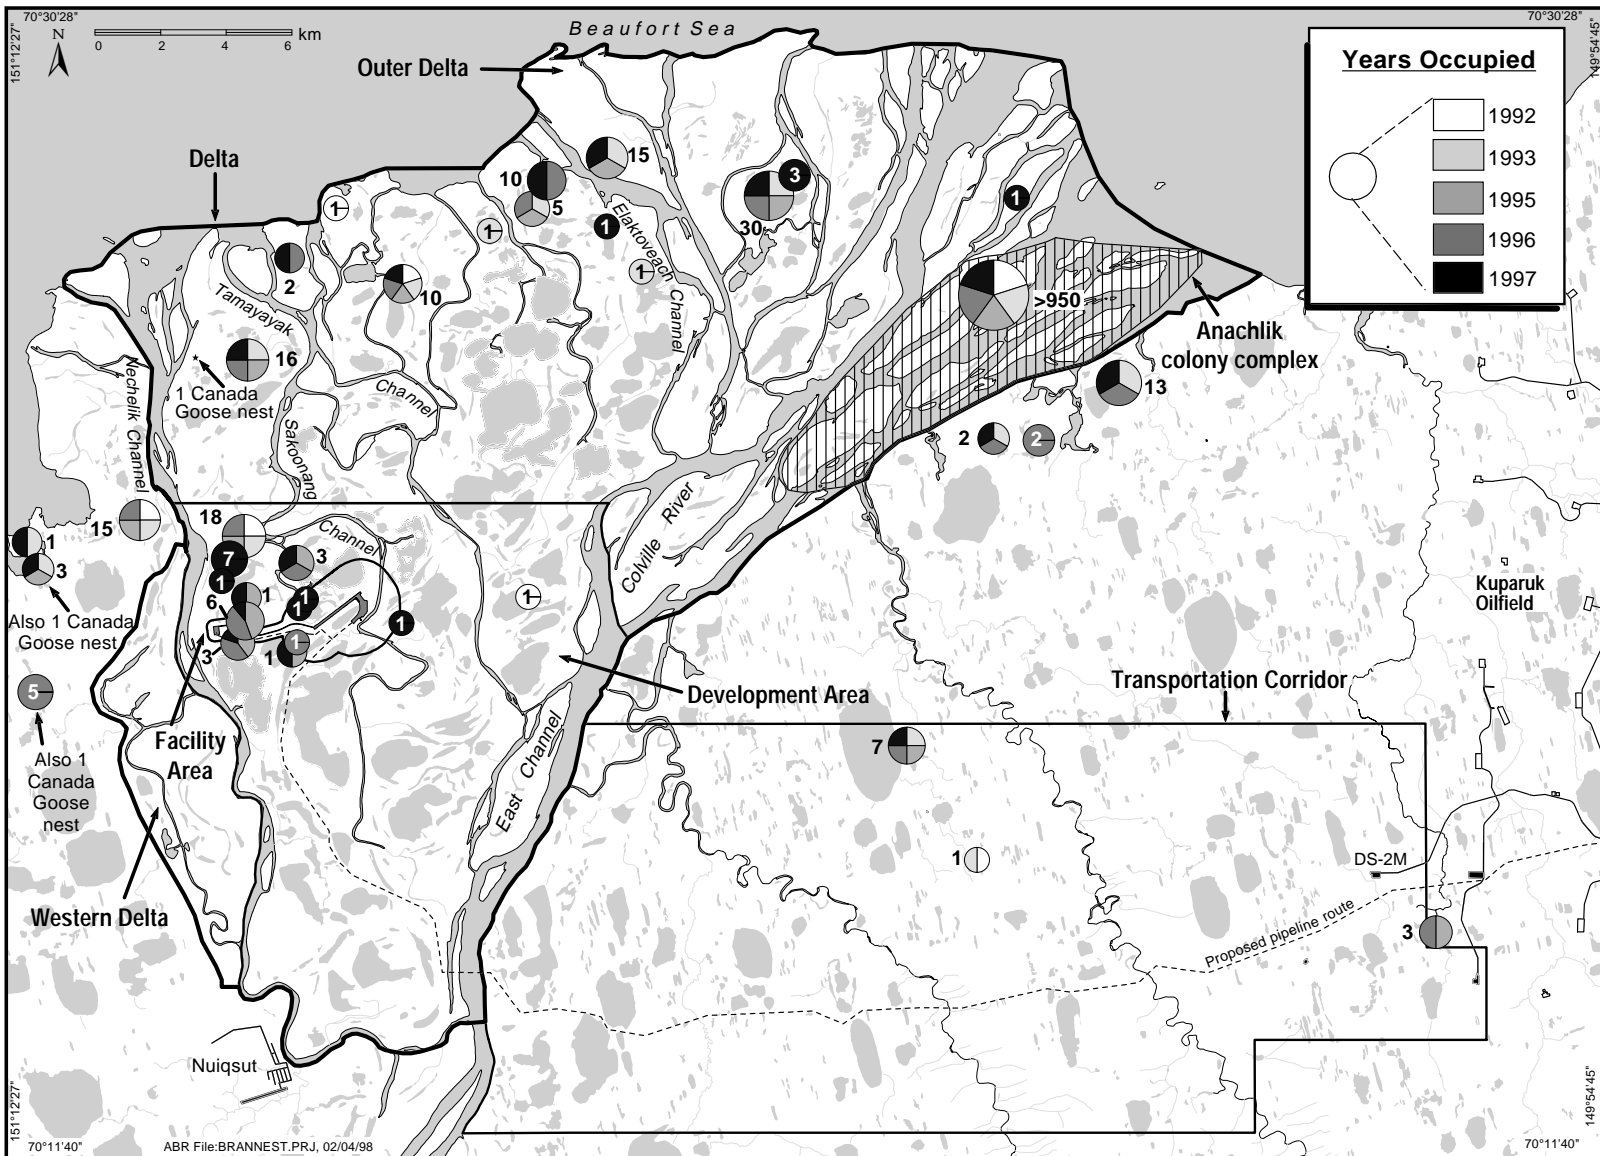 70°30'28"
151°12'27"
N
0 2 4 6 km
Beaufort Sea
70°30'28"
149°54'45"
Years Occupied
1992
1993
1995
1996
1997
Outer Delta
Delta
15
10
5
3
30
1
1
1
1
1
2
10
Elaktoveach Channel
>950
Anachlik
colony complex
Tamayayak
Channel
16
1 Canada
Goose nest
Nechelik Channel
Sakoonang
Channel
13
2
2
15
18
7
1
3
1
3
6
1
1
1
1
3
1
1
1
Also 1 Canada
Goose nest
5
Also 1
Canada
Goose
nest
Colville River
Kuparuk
Oilfield
Facility
Area
Development Area
Transportation Corridor
East Channel
7
1
Western Delta
DS-2M
3
Proposed pipeline route
Nuiqsut
151°12'27"
70°11'40"
ABR File:BRANNEST.PRJ, 02/04/98
149°54'45"
70°11'40"